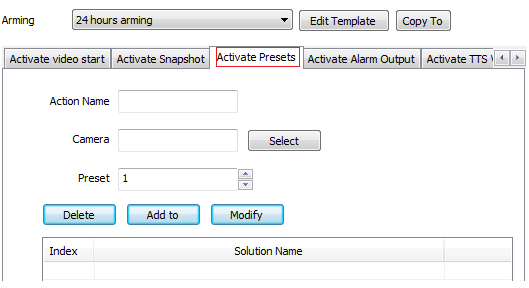 Arming 24 hours arming Edit Template Copy To
Activate video start Activate Snapshot Activate Presets Activate Alarm Output Activate TTS
Action Name
Camera Select
Preset 1
Delete Add to Modify
Index Solution Name